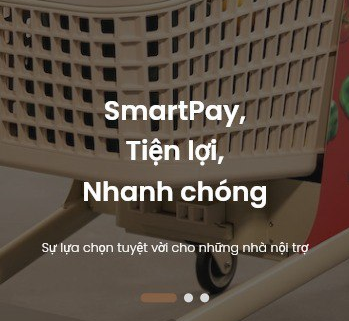 SmartPay,
Tiện lợi,
Nhanh chóng
Sự lựa chọn tuyệt vời cho những nhà nội trợ